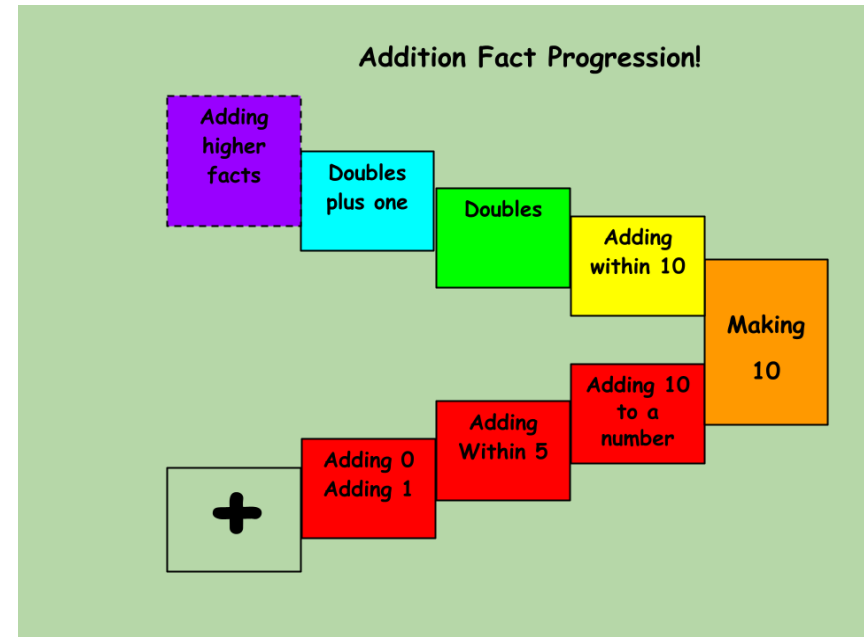 Addition Fact Progression!
Adding
higher
facts
Doubles
plus one
Doubles
Adding
within 10
Making
10
Adding 10
to a
number
Adding
Within 5
Adding 0
Adding 1
+